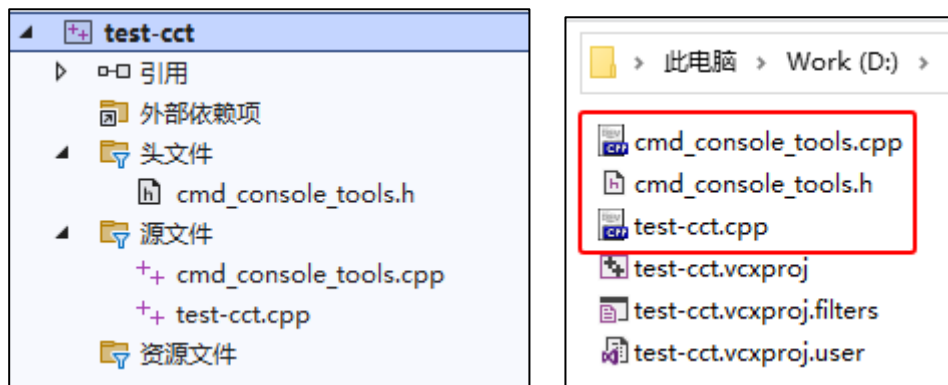 test-cct
引用
外部依赖项
头文件
cmd_console_tools.h
源文件
cmd_console_tools.cpp
test-cct.cpp
资源文件
此电脑 > Work (D:) >
cmd_console_tools.cpp
cmd_console_tools.h
test-cct.cpp
test-cct.vcxproj
test-cct.vcxproj.filters
test-cct.vcxproj.user